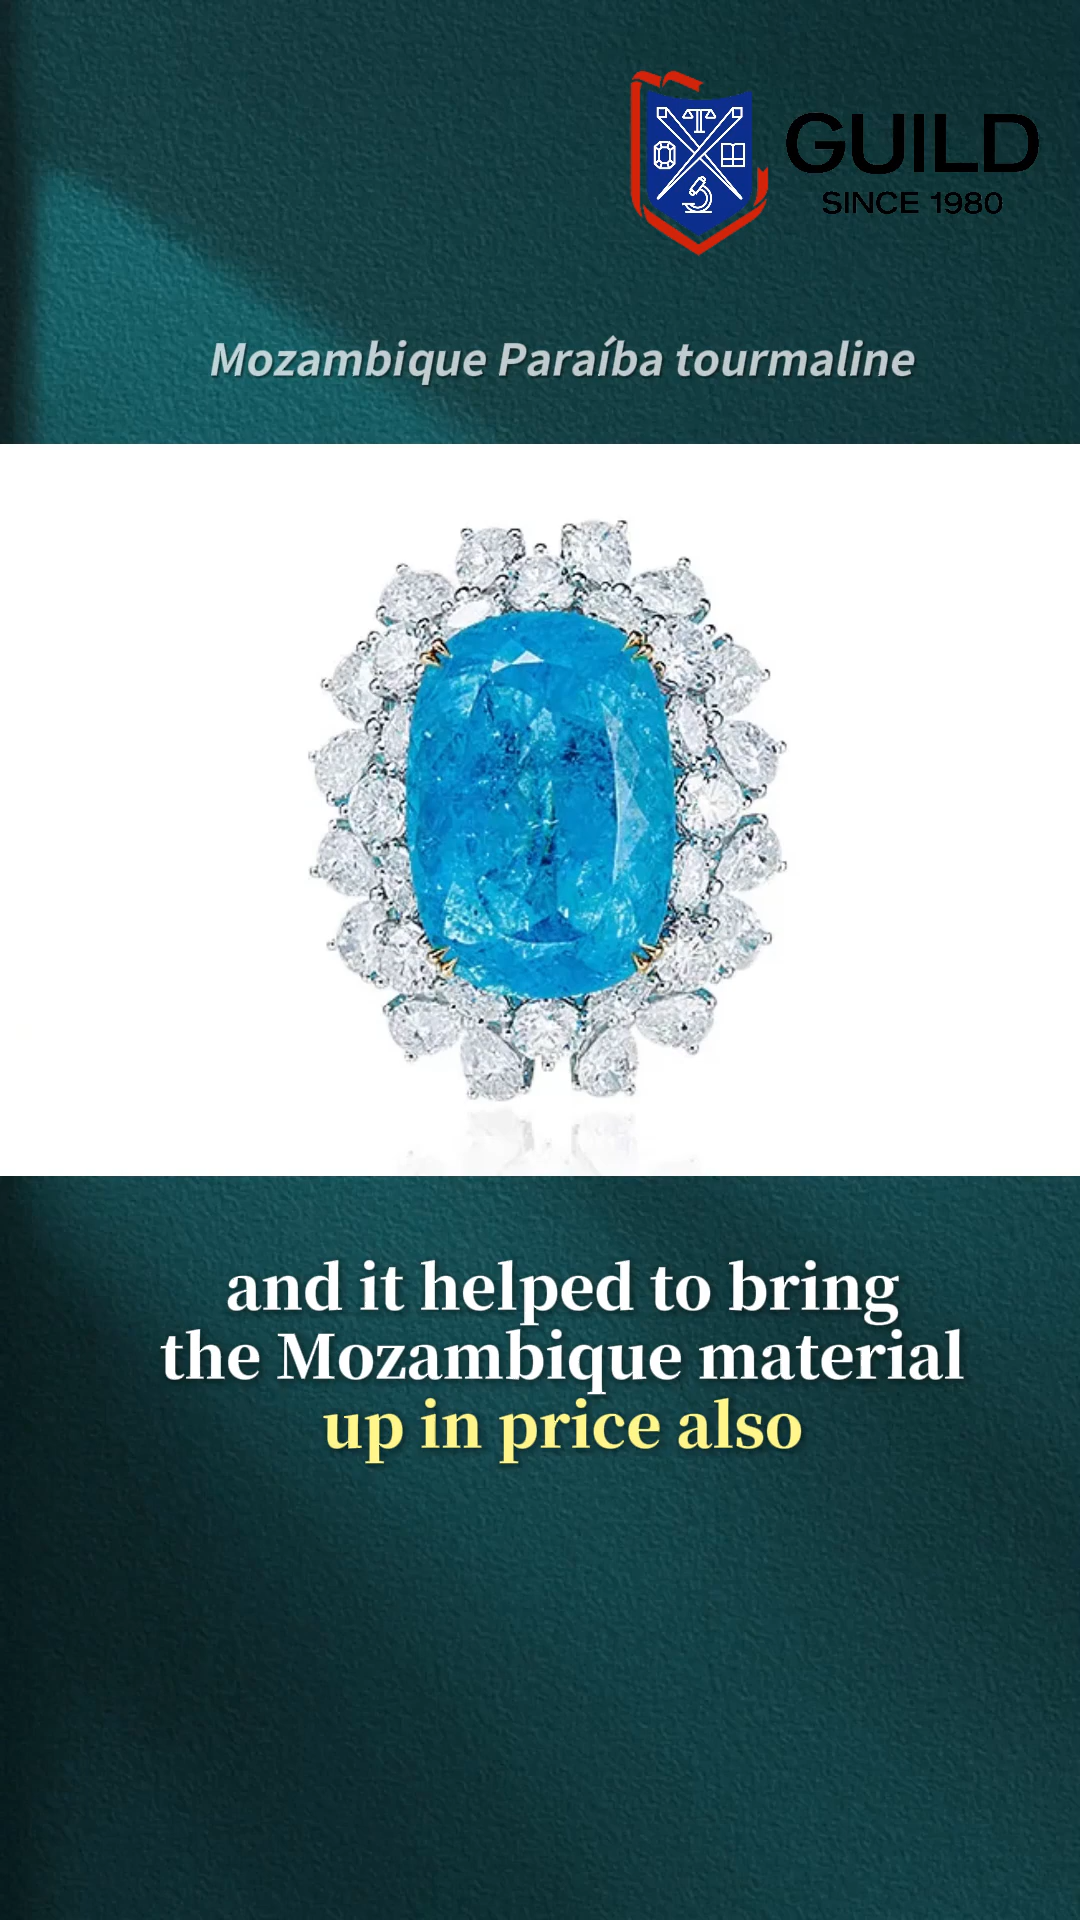 GUILD
SINCE 1980
Mozambique Paraíba tourmaline
and it helped to bring
the Mozambique material
up in price also